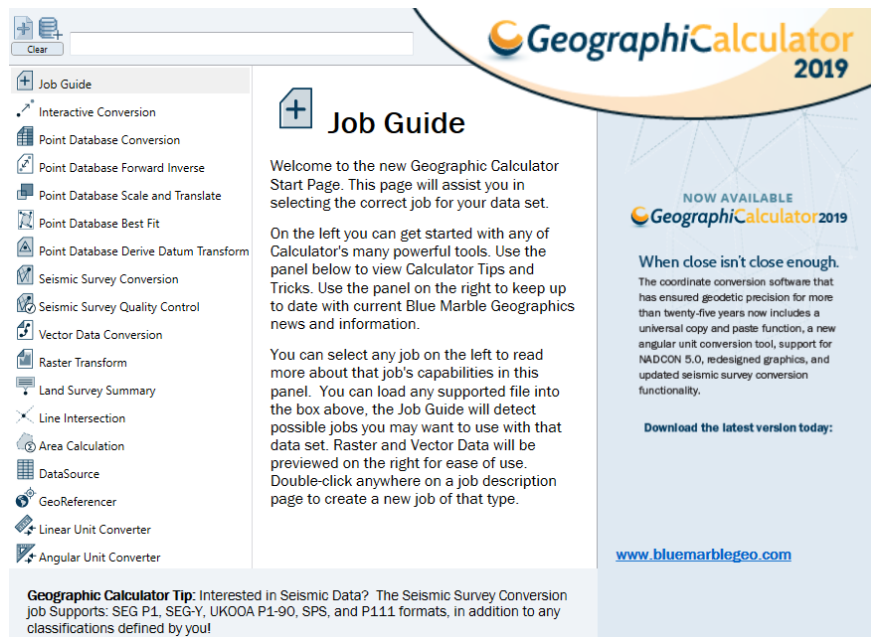 Clear
GeographiCalculator
2019
Job Guide
Interactive Conversion
Point Database Conversion
Point Database Forward Inverse
Point Database Scale and Translate
Point Database Best Fit
Point Database Derive Datum Transform
Seismic Survey Conversion
Seismic Survey Quality Control
Vector Data Conversion
Raster Transform
Land Survey Summary
Line Intersection
Area Calculation
DataSource
GeoReferencer
Linear Unit Converter
Angular Unit Converter
Job Guide
Welcome to the new Geographic Calculator
Start Page. This page will assist you in
selecting the correct job for your data set.
On the left you can get started with any of
Calculator's many powerful tools. Use the
panel below to view Calculator Tips and
Tricks. Use the panel on the right to keep up
to date with current Blue Marble Geographics
news and information.
You can select any job on the left to read
more about that job's capabilities in this
panel.  You can load any supported file into
the box above, the Job Guide will detect
possible jobs you may want to use with that
data set. Raster and Vector Data will be
previewed on the right for ease of use.
Double-click anywhere on a job description
page to create a new job of that type.
NOW AVAILABLE
GeographiCalculator2019
When close isn't close enough.
The coordinate conversion software that
has ensured geodetic precision for more
than twenty-five years now includes a
universal copy and paste function, a new
angular unit conversion tool, support for
NADCON 5.0, redesigned graphics, and
updated seismic survey conversion
functionality.
Download the latest version today:
www.bluemarblegeo.com
Geographic Calculator Tip: Interested in Seismic Data?  The Seismic Survey Conversion
job Supports: SEG P1, SEG-Y, UKOOA P1-90, SPS, and P111 formats, in addition to any
classifications defined by you!